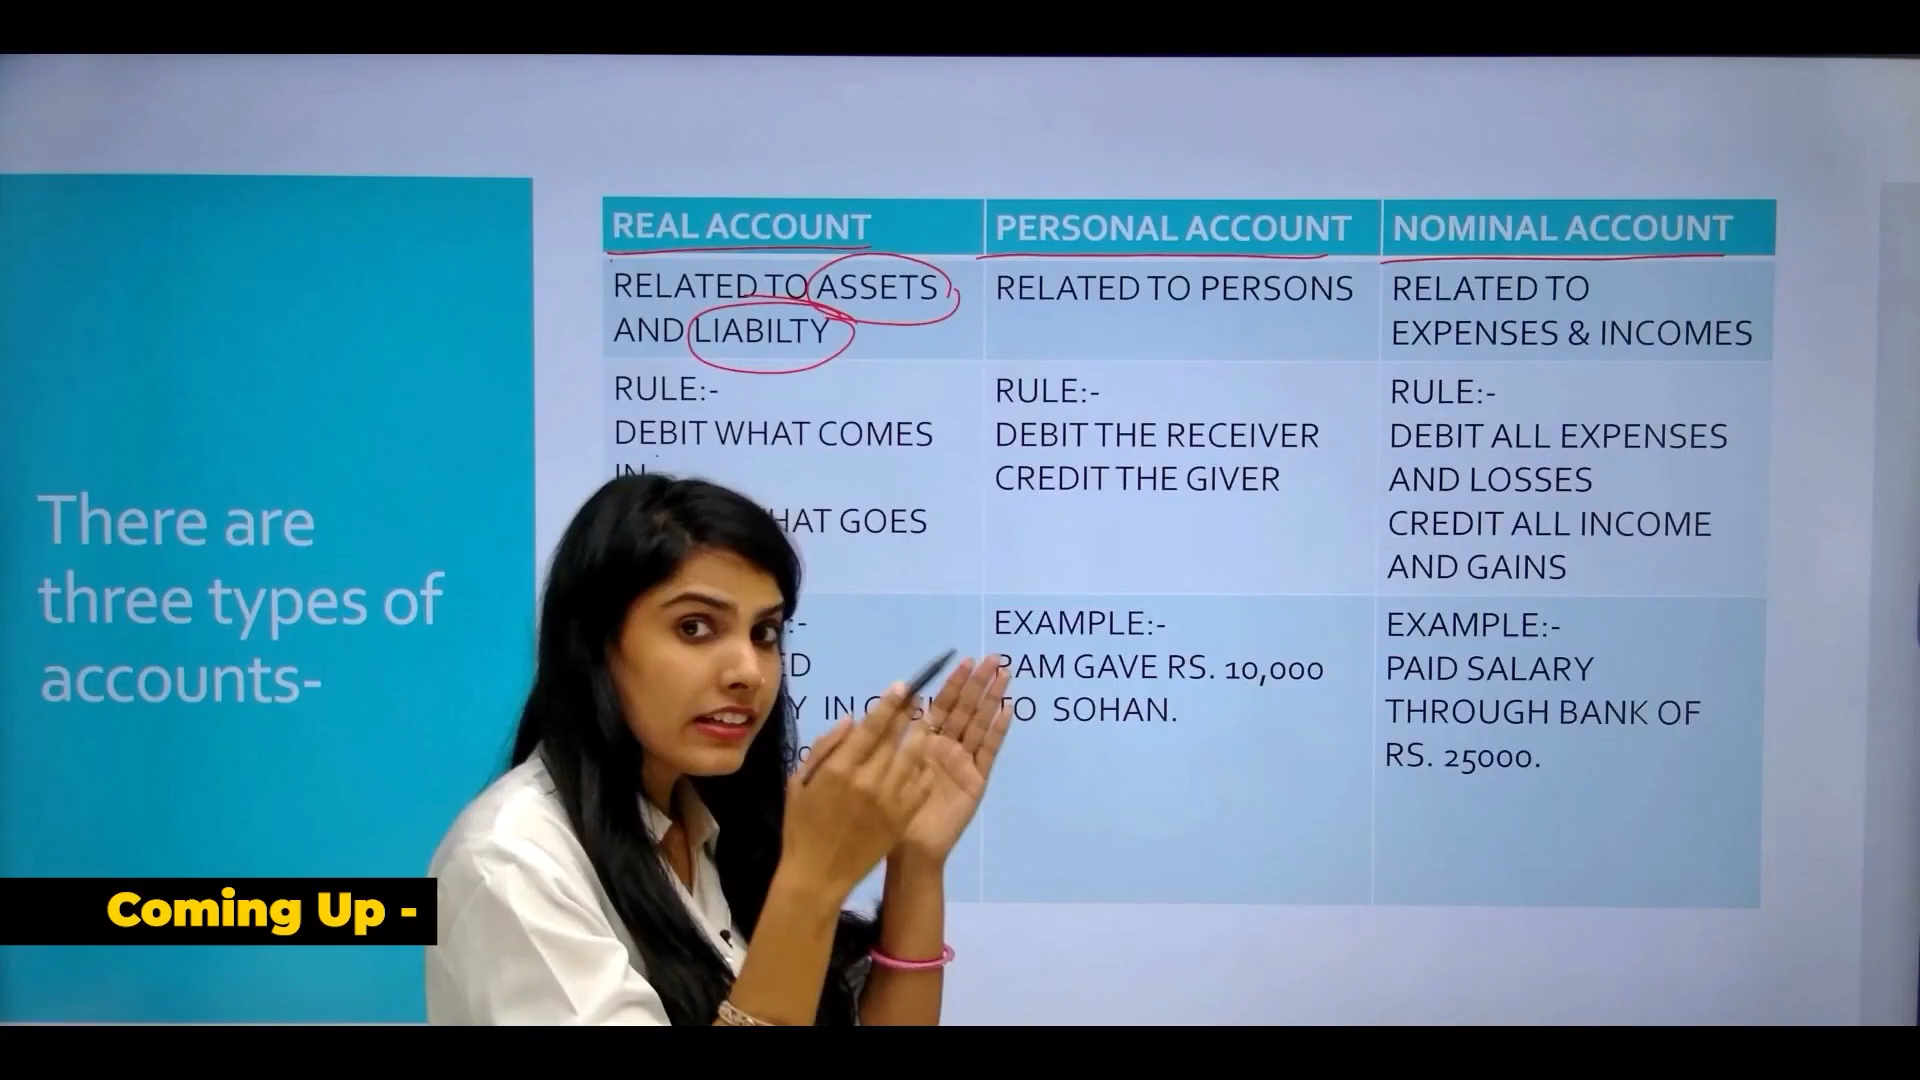 There are
three types of
accounts-
Coming Up -
REAL ACCOUNT
RELATED TO ASSETS
AND LIABILTY
RULE:-
DEBIT WHAT COMES
IN
HAT GOES
PERSONAL ACCOUNT
RELATED TO PERSONS
RULE:-
DEBIT THE RECEIVER
CREDIT THE GIVER
EXAMPLE:-
RAM GAVE RS. 10,000
TO SOHAN.
NOMINAL ACCOUNT
RELATED TO
EXPENSES & INCOMES
RULE:-
DEBIT ALL EXPENSES
AND LOSSES
CREDIT ALL INCOME
AND GAINS
EXAMPLE:-
PAID SALARY
THROUGH BANK OF
RS. 25000.